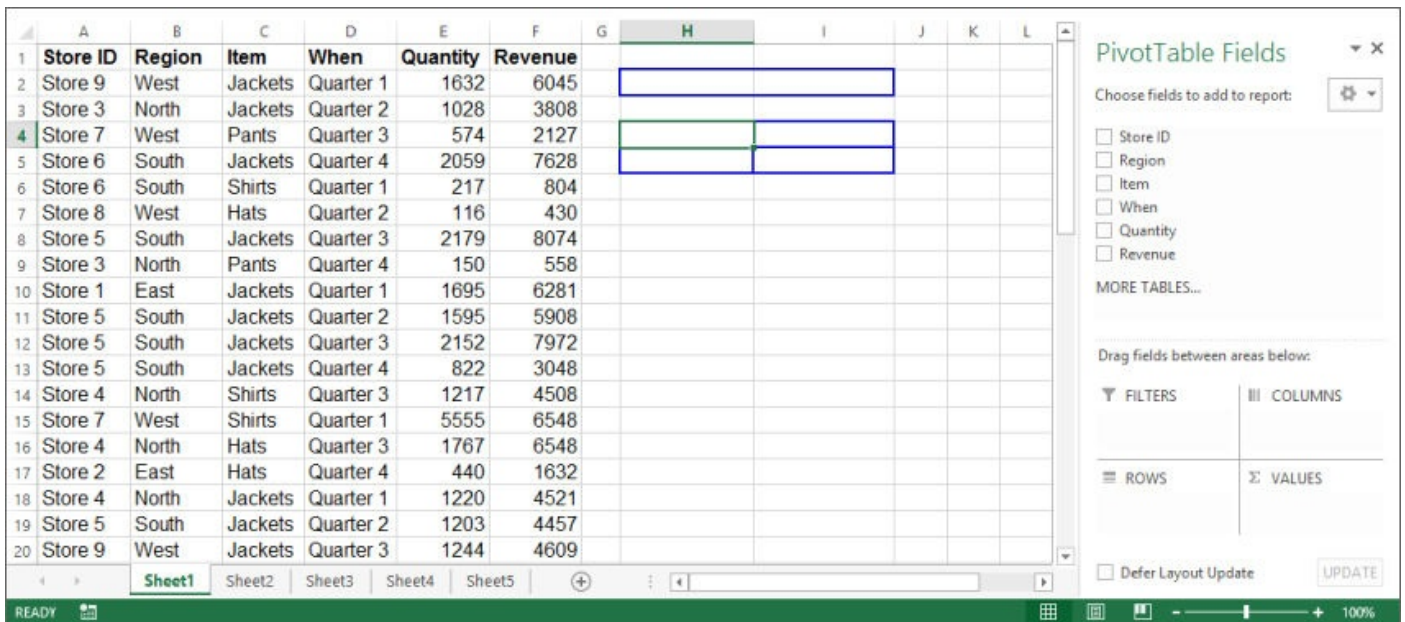 A B C D E F G H I J K L
1 Store ID Region Item When Quantity Revenue
2 Store 9 West Jackets Quarter 1 1632 6045
3 Store 3 North Jackets Quarter 2 1028 3808
4 Store 7 West Pants Quarter 3 574 2127
5 Store 6 South Jackets Quarter 4 2059 7628
6 Store 6 South Shirts Quarter 1 217 804
7 Store 8 West Hats Quarter 2 116 430
8 Store 5 South Jackets Quarter 3 2179 8074
9 Store 3 North Pants Quarter 4 150 558
10 Store 1 East Jackets Quarter 1 1695 6281
11 Store 5 South Jackets Quarter 2 1595 5908
12 Store 5 South Jackets Quarter 3 2152 7972
13 Store 5 South Jackets Quarter 4 822 3048
14 Store 4 North Shirts Quarter 3 1217 4508
15 Store 7 West Shirts Quarter 1 5555 6548
16 Store 4 North Hats Quarter 3 1767 6548
17 Store 2 East Hats Quarter 4 440 1632
18 Store 4 North Jackets Quarter 1 1220 4521
19 Store 5 South Jackets Quarter 2 1203 4457
20 Store 9 West Jackets Quarter 3 1244 4609
Sheet1 Sheet2 Sheet3 Sheet4 Sheet5
READY
PivotTable Fields
Choose fields to add to report:
Store ID
Region
Item
When
Quantity
Revenue
MORE TABLES...
Drag fields between areas below:
FILTERS COLUMNS
ROWS Σ VALUES
Defer Layout Update UPDATE
100%